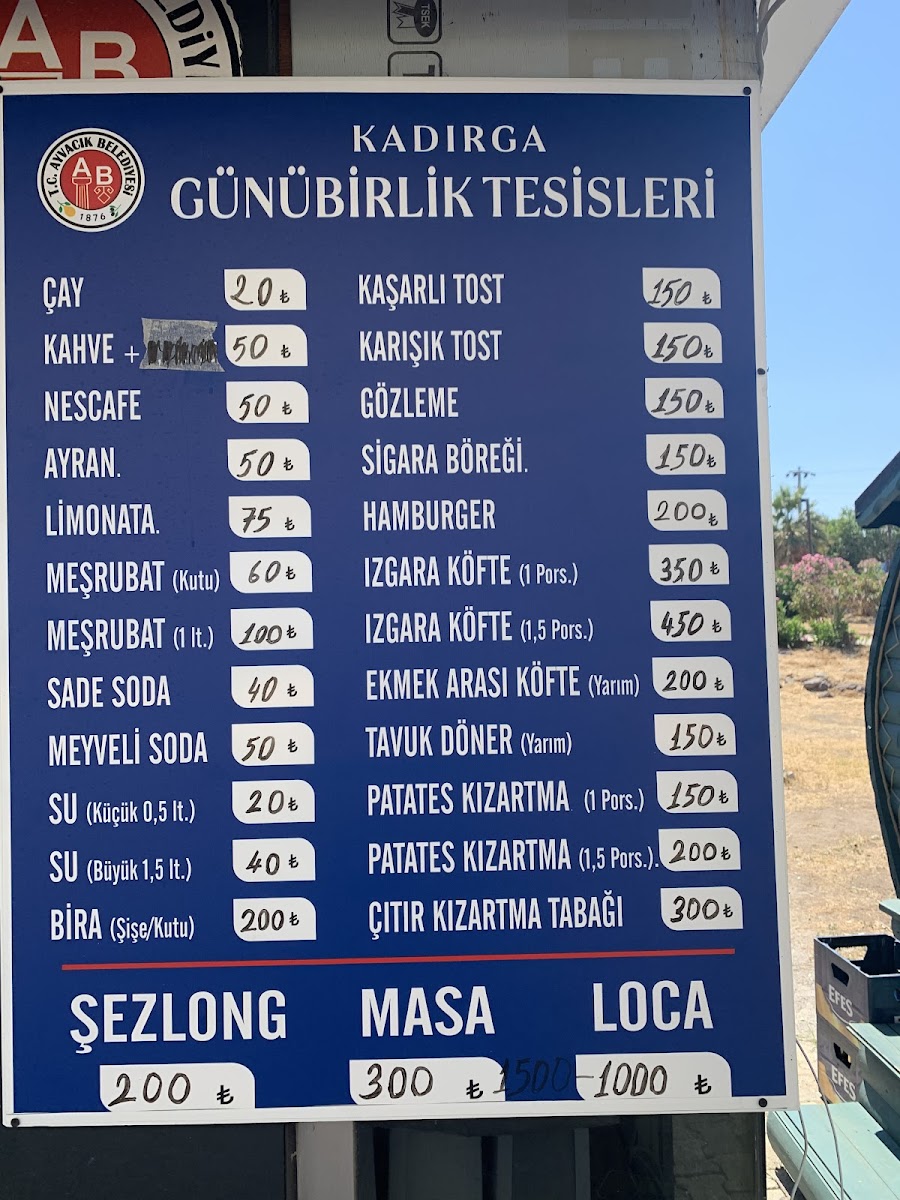 AB
EDİY
TSEK
T.C. AYVACIK BELEDİYESİ
AB
1876
KADIRGA
GÜNÜBİRLİK TESİSLERİ
ÇAY 20 ₺
KAHVE + 50 ₺
NESCAFE 50 ₺
AYRAN. 50 ₺
LİMONATA. 75 ₺
MEŞRUBAT (Kutu) 60 ₺
MEŞRUBAT (1 lt.) 100 ₺
SADE SODA 40 ₺
MEYVELİ SODA 50 ₺
SU (Küçük 0,5 lt.) 20 ₺
SU (Büyük 1,5 lt.) 40 ₺
BİRA (Şişe/Kutu) 200 ₺
KAŞARLI TOST 150 ₺
KARIŞIK TOST 150 ₺
GÖZLEME 150 ₺
SİGARA BÖREĞİ. 150 ₺
HAMBURGER 200 ₺
IZGARA KÖFTE (1 Pors.) 350 ₺
IZGARA KÖFTE (1,5 Pors.) 450 ₺
EKMEK ARASI KÖFTE (Yarım) 200 ₺
TAVUK DÖNER (Yarım) 150 ₺
PATATES KIZARTMA (1 Pors.) 150 ₺
PATATES KIZARTMA (1,5 Pors.). 200 ₺
ÇITIR KIZARTMA TABAĞI 300 ₺
ŞEZLONG MASA LOCA
200 ₺ 300 ₺ 1500-1000 ₺
EFES
EFES